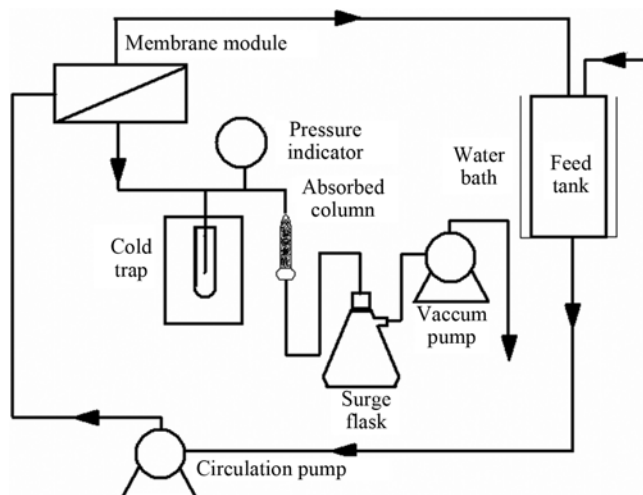 Membrane module
Pressure
indicator
Water
bath
Feed
tank
Absorbed
column
Cold
trap
Vaccum
pump
Surge
flask
Circulation pump